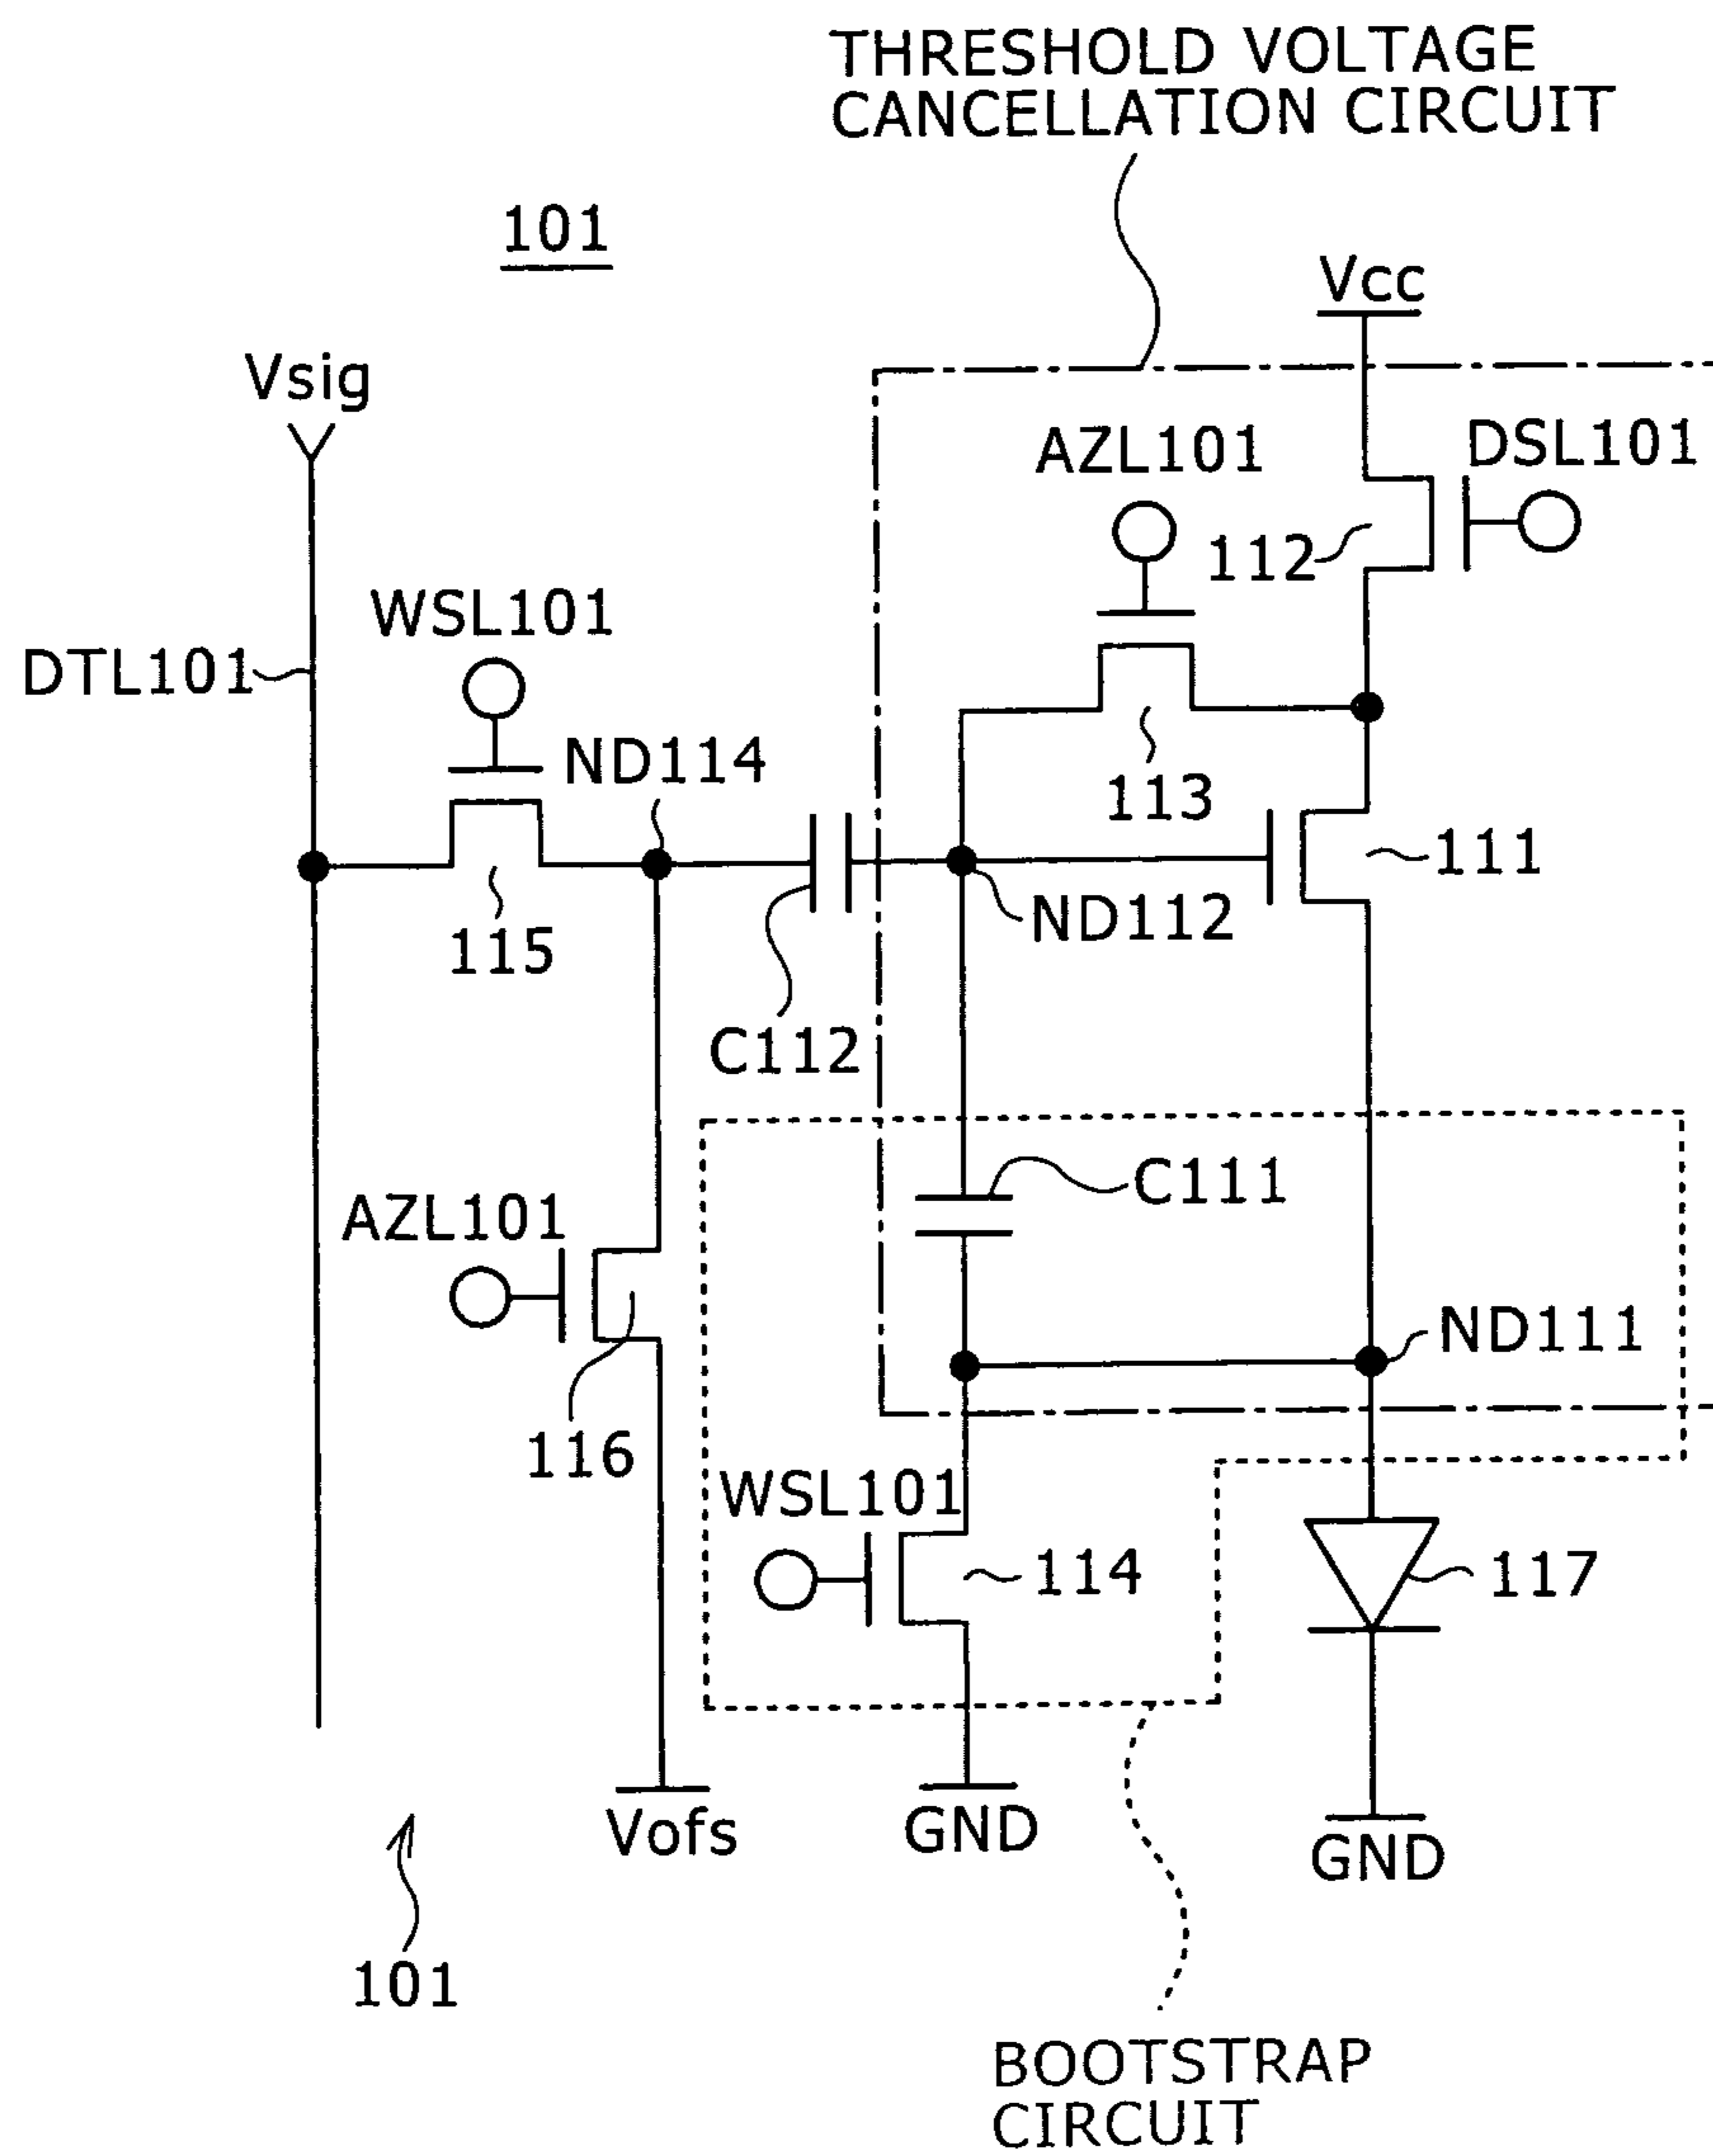 THRESHOLD VOLTAGE
CANCELLATION CIRCUIT
101
Vcc
Vsig
AZL101
DSL101
112
WSL101
DTL101
ND114
113
111
ND112
115
C112
C111
AZL101
ND111
116
WSL101
114
117
Vofs
GND
GND
101
BOOTSTRAP
CIRCUIT